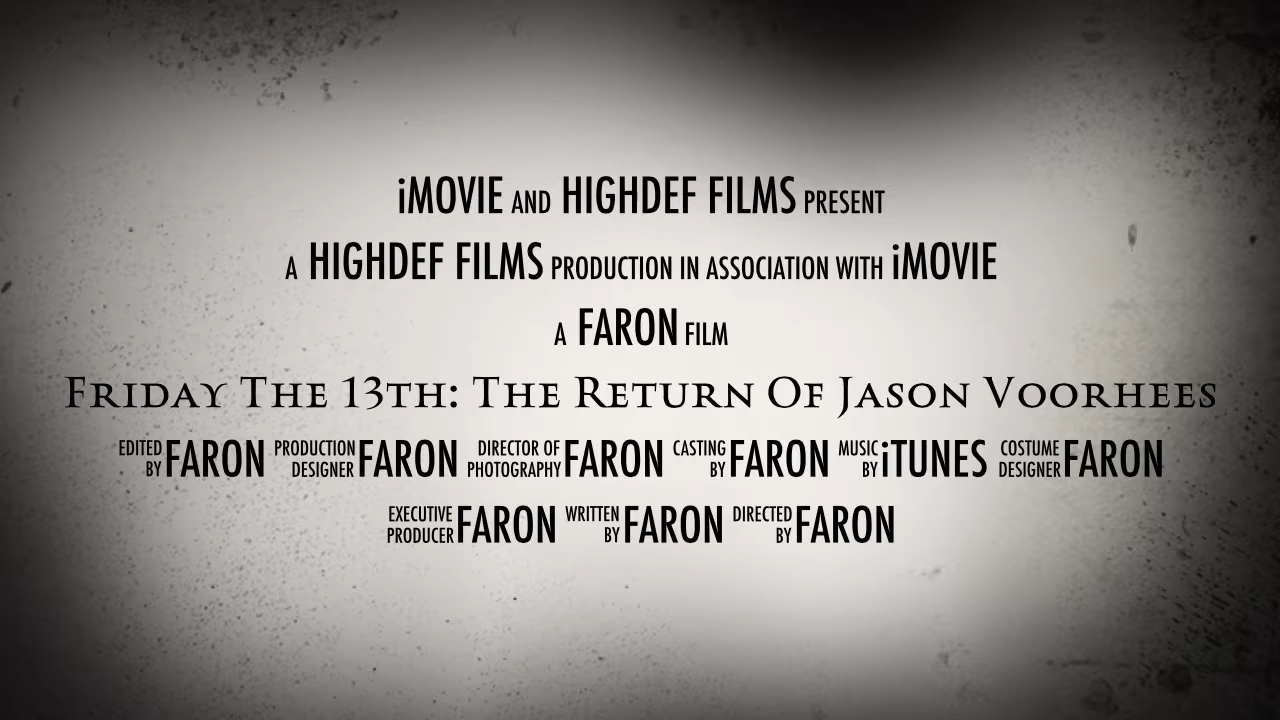 iMOVIE AND HIGHDEF FILMS PRESENT
A HIGHDEF FILMS PRODUCTION IN ASSOCIATION WITH iMOVIE
A FARON FILM
FRIDAY THE 13TH: THE RETURN OF JASON VOORHEES
EDITED BY FARON PRODUCTION DESIGNER FARON DIRECTOR OF PHOTOGRAPHY FARON CASTING BY FARON MUSIC BY iTUNES COSTUME DESIGNER FARON
EXECUTIVE PRODUCER FARON WRITTEN BY FARON DIRECTED BY FARON